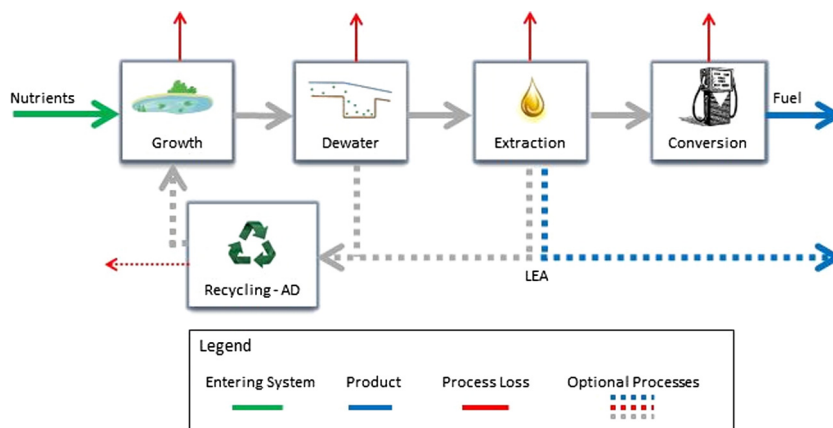 Nutrients
Growth
Dewater
Extraction
Conversion
Fuel
Recycling - AD
LEA
Legend
Entering System
Product
Process Loss
Optional Processes